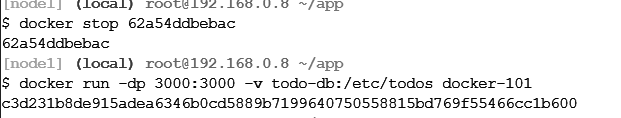 [node1] (local) root@192.168.0.8 ~/app
$ docker stop 62a54ddbebac
62a54ddbebac
[node1] (local) root@192.168.0.8 ~/app
$ docker run -dp 3000:3000 -v todo-db:/etc/todos docker-101
c3d231b8de915adea6346b0cd5889b7199640750558815bd769f55466cc1b600